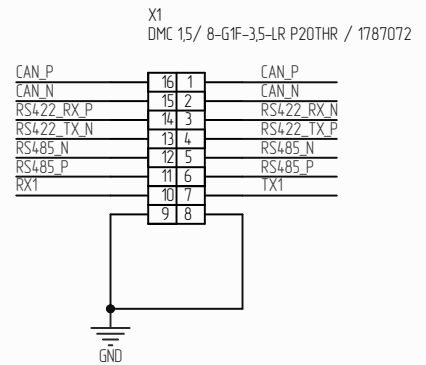 X1
DMC 1,5/ 8-G1F-3,5-LR P20THR / 1787072
CAN_P 16 1 CAN_P
CAN_N 15 2 CAN_N
RS422_RX_P 14 3 RS422_RX_N
RS422_TX_N 13 4 RS422_TX_P
RS485_N 12 5 RS485_N
RS485_P 11 6 RS485_P
RX1 10 7 TX1
9 8
GND